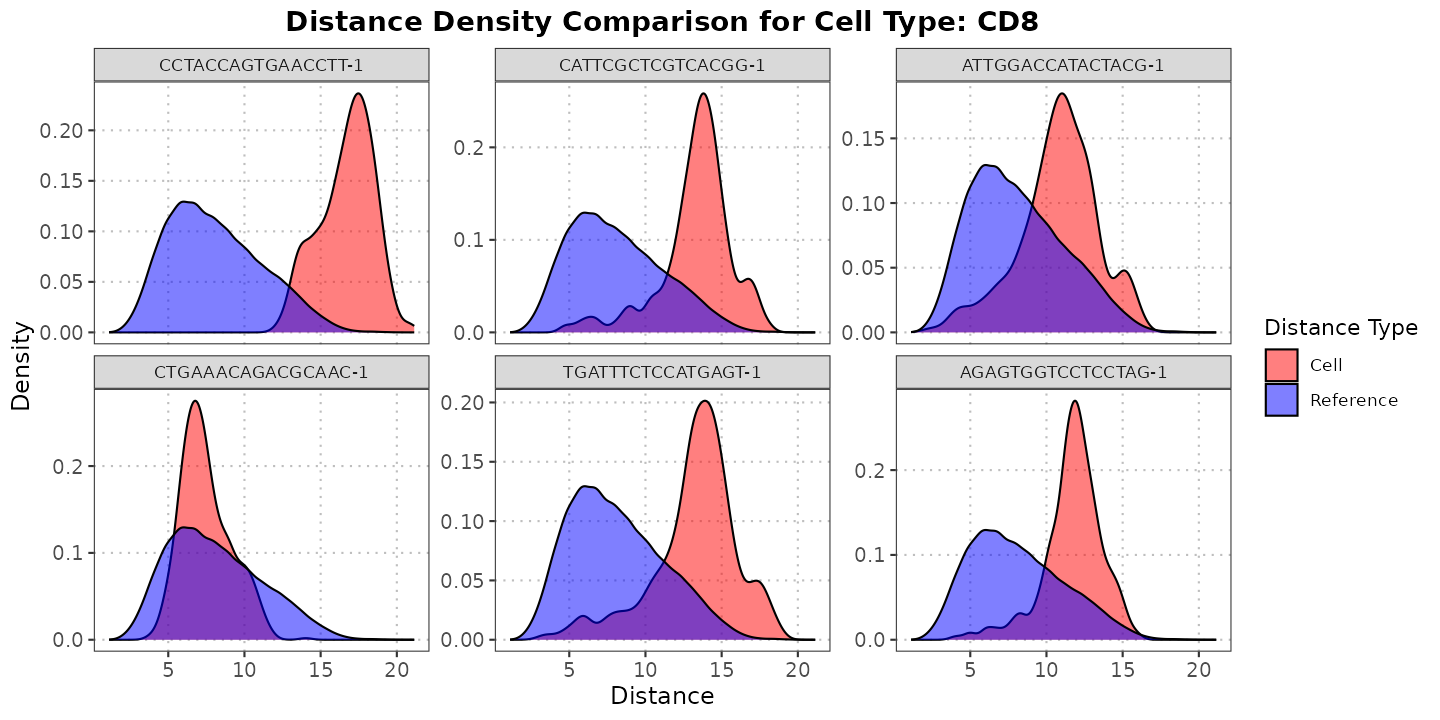 Distance Density Comparison for Cell Type: CD8
CCTACCAGTGAACCTT-1
CATTCGCTCGTCACGG-1
ATTGGACCATACTACG-1
0.20
0.15
0.10
0.05
0.00
0.2
0.1
0.0
0.15
0.10
0.05
0.00
CTGAAACAGACGCAAC-1
TGATTTCTCCATGAGT-1
AGAGTGGTCCTCCTAG-1
0.2
0.1
0.0
0.20
0.15
0.10
0.05
0.00
0.2
0.1
0.0
5 10 15 20
5 10 15 20
5 10 15 20
Density
Distance
Distance Type
Cell
Reference